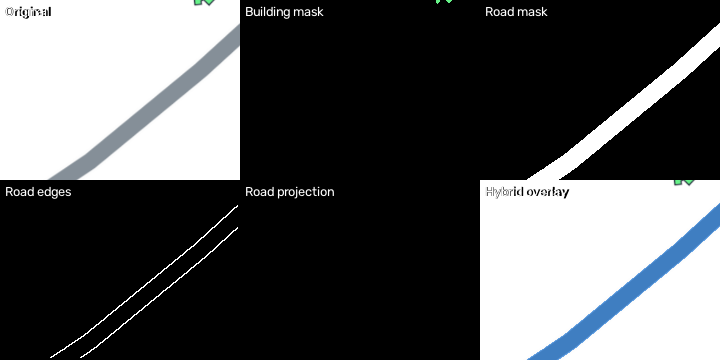 Original
Building mask
Road mask
Road edges
Road projection
Hybrid overlay